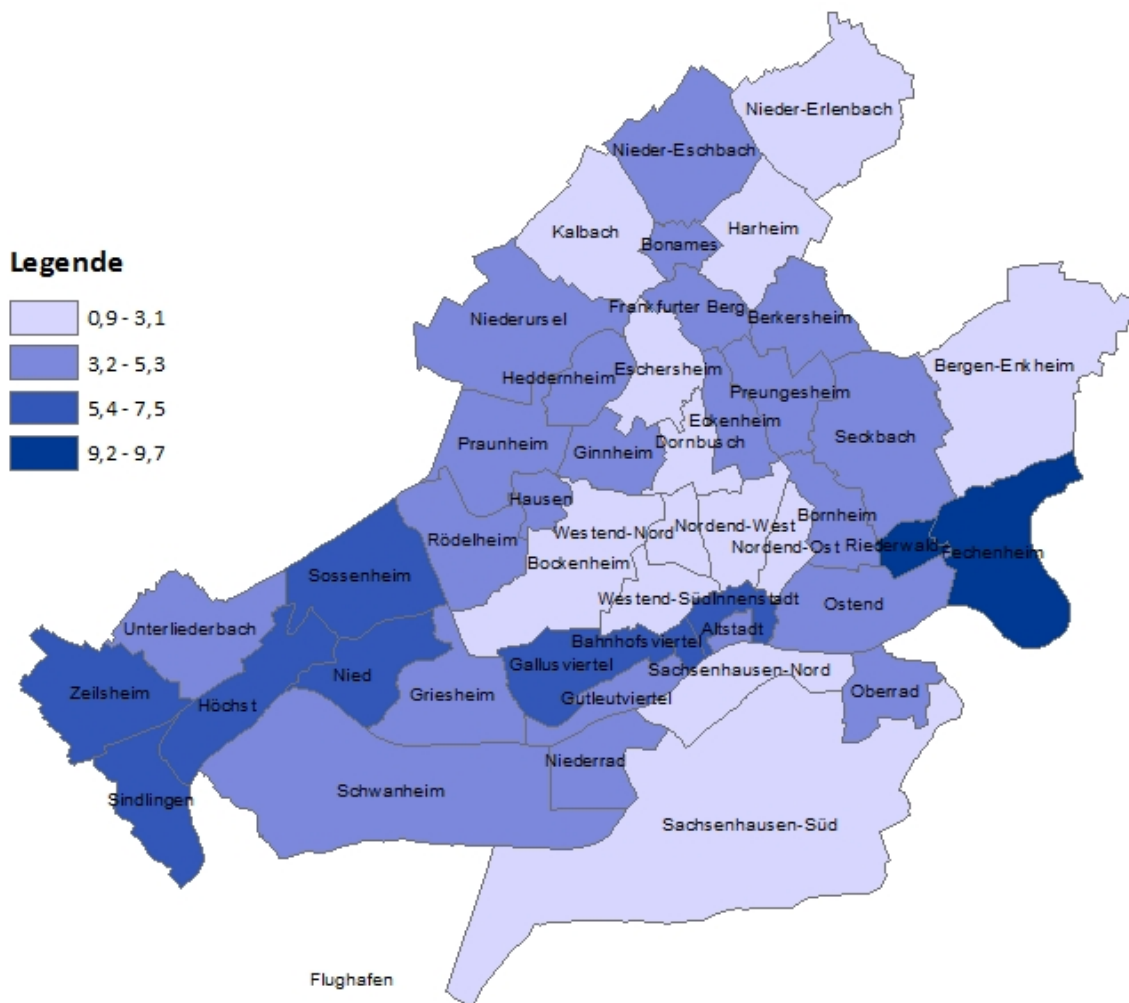 Legende
0,9 - 3,1
3,2 - 5,3
5,4 - 7,5
9,2 - 9,7
Nieder-Erlenbach
Nieder-Eschbach
Kalbach
Harheim
Bonames
Frankfurter Berg
Berkersheim
Niederursel
Eschersheim
Bergen-Enkheim
Heddernheim
Preungesheim
Eckenheim
Seckbach
Praunheim
Ginnheim
Dornbusch
Hausen
Bornheim
Westend-Nord
Nordend-West
Rödelheim
Nordend-Ost
Riederwald
Fechenheim
Bockenheim
Sossenheim
Westend-Süd
Innenstadt
Ostend
Unterliederbach
Altstadt
Bahnhofsviertel
Gallusviertel
Nied
Sachsenhausen-Nord
Zeilsheim
Griesheim
Oberrad
Gutleutviertel
Höchst
Niederrad
Schwanheim
Sindlingen
Sachsenhausen-Süd
Flughafen